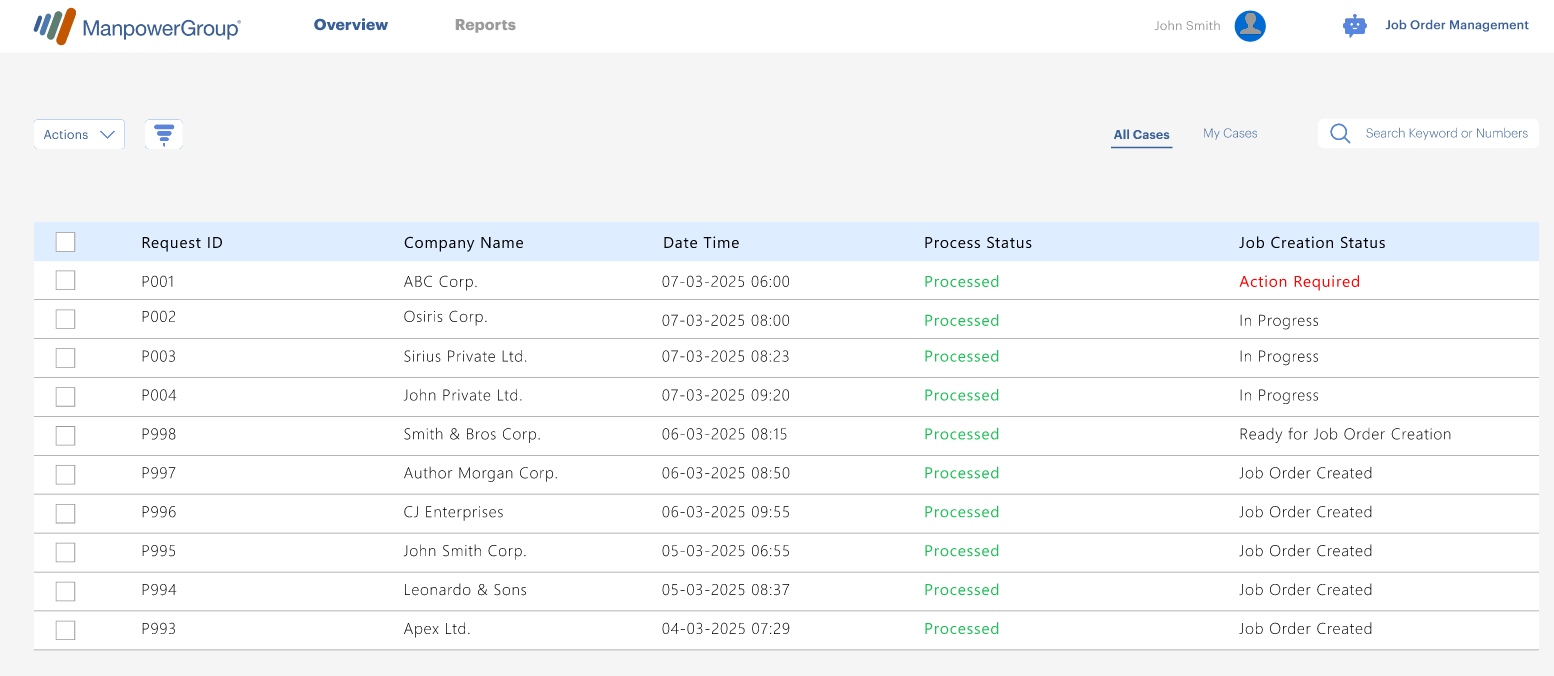 ManpowerGroup® Overview Reports John Smith Job Order Management
Actions All Cases My Cases Search Keyword or Numbers
Request ID Company Name Date Time Process Status Job Creation Status
P001 ABC Corp. 07-03-2025 06:00 Processed Action Required
P002 Osiris Corp. 07-03-2025 08:00 Processed In Progress
P003 Sirius Private Ltd. 07-03-2025 08:23 Processed In Progress
P004 John Private Ltd. 07-03-2025 09:20 Processed In Progress
P998 Smith & Bros Corp. 06-03-2025 08:15 Processed Ready for Job Order Creation
P997 Author Morgan Corp. 06-03-2025 08:50 Processed Job Order Created
P996 CJ Enterprises 06-03-2025 09:55 Processed Job Order Created
P995 John Smith Corp. 05-03-2025 06:55 Processed Job Order Created
P994 Leonardo & Sons 05-03-2025 08:37 Processed Job Order Created
P993 Apex Ltd. 04-03-2025 07:29 Processed Job Order Created